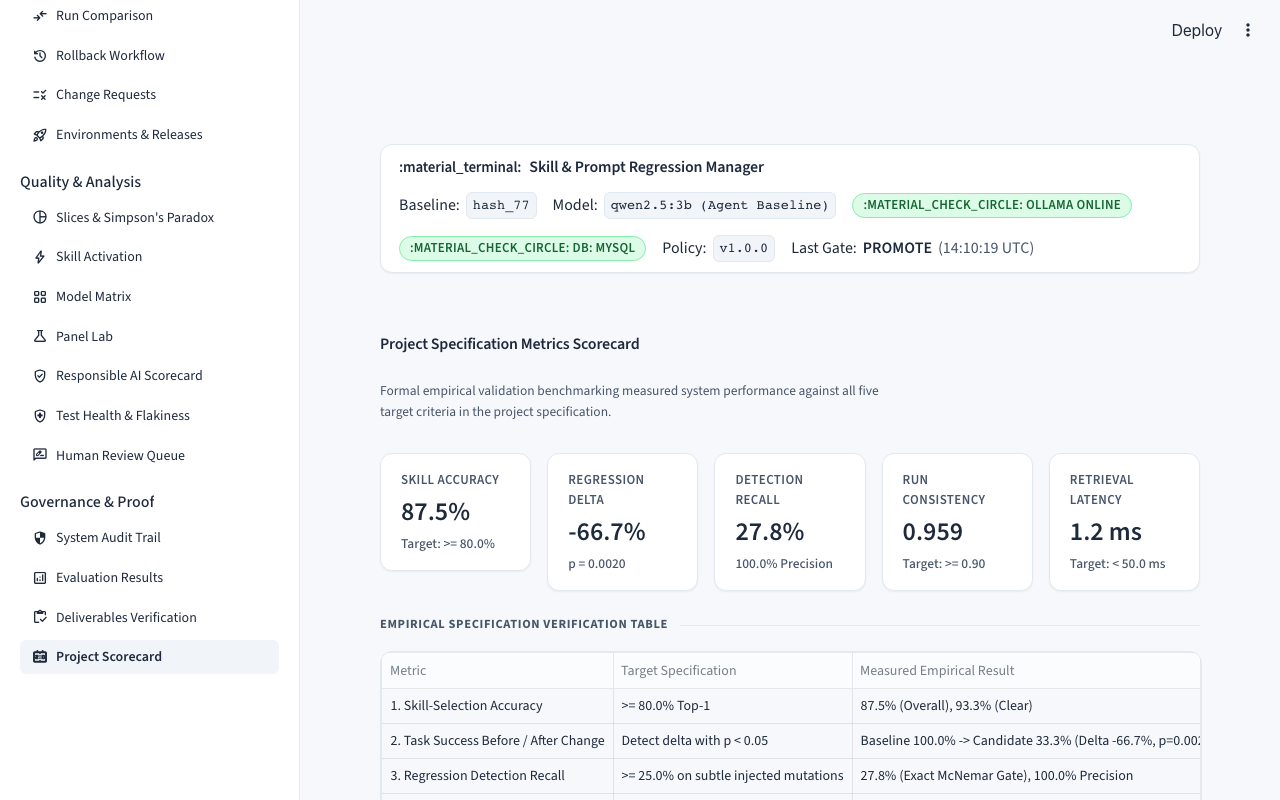 Run Comparison
Rollback Workflow
Change Requests
Environments & Releases
Quality & Analysis
Slices & Simpson's Paradox
Skill Activation
Model Matrix
Panel Lab
Responsible AI Scorecard
Test Health & Flakiness
Human Review Queue
Governance & Proof
System Audit Trail
Evaluation Results
Deliverables Verification
Project Scorecard
Deploy
:material_terminal: Skill & Prompt Regression Manager
Baseline: hash_77 Model: qwen2.5:3b (Agent Baseline) :MATERIAL_CHECK_CIRCLE: OLLAMA ONLINE
:MATERIAL_CHECK_CIRCLE: DB: MYSQL Policy: v1.0.0 Last Gate: PROMOTE (14:10:19 UTC)
Project Specification Metrics Scorecard
Formal empirical validation benchmarking measured system performance against all five
target criteria in the project specification.
SKILL ACCURACY
87.5%
Target: >= 80.0%
REGRESSION
DELTA
-66.7%
p = 0.0020
DETECTION
RECALL
27.8%
100.0% Precision
RUN
CONSISTENCY
0.959
Target: >= 0.90
RETRIEVAL
LATENCY
1.2 ms
Target: < 50.0 ms
EMPIRICAL SPECIFICATION VERIFICATION TABLE
Metric Target Specification Measured Empirical Result
1. Skill-Selection Accuracy >= 80.0% Top-1 87.5% (Overall), 93.3% (Clear)
2. Task Success Before / After Change Detect delta with p < 0.05 Baseline 100.0% -> Candidate 33.3% (Delta -66.7%, p=0.002
3. Regression Detection Recall >= 25.0% on subtle injected mutations 27.8% (Exact McNemar Gate), 100.0% Precision